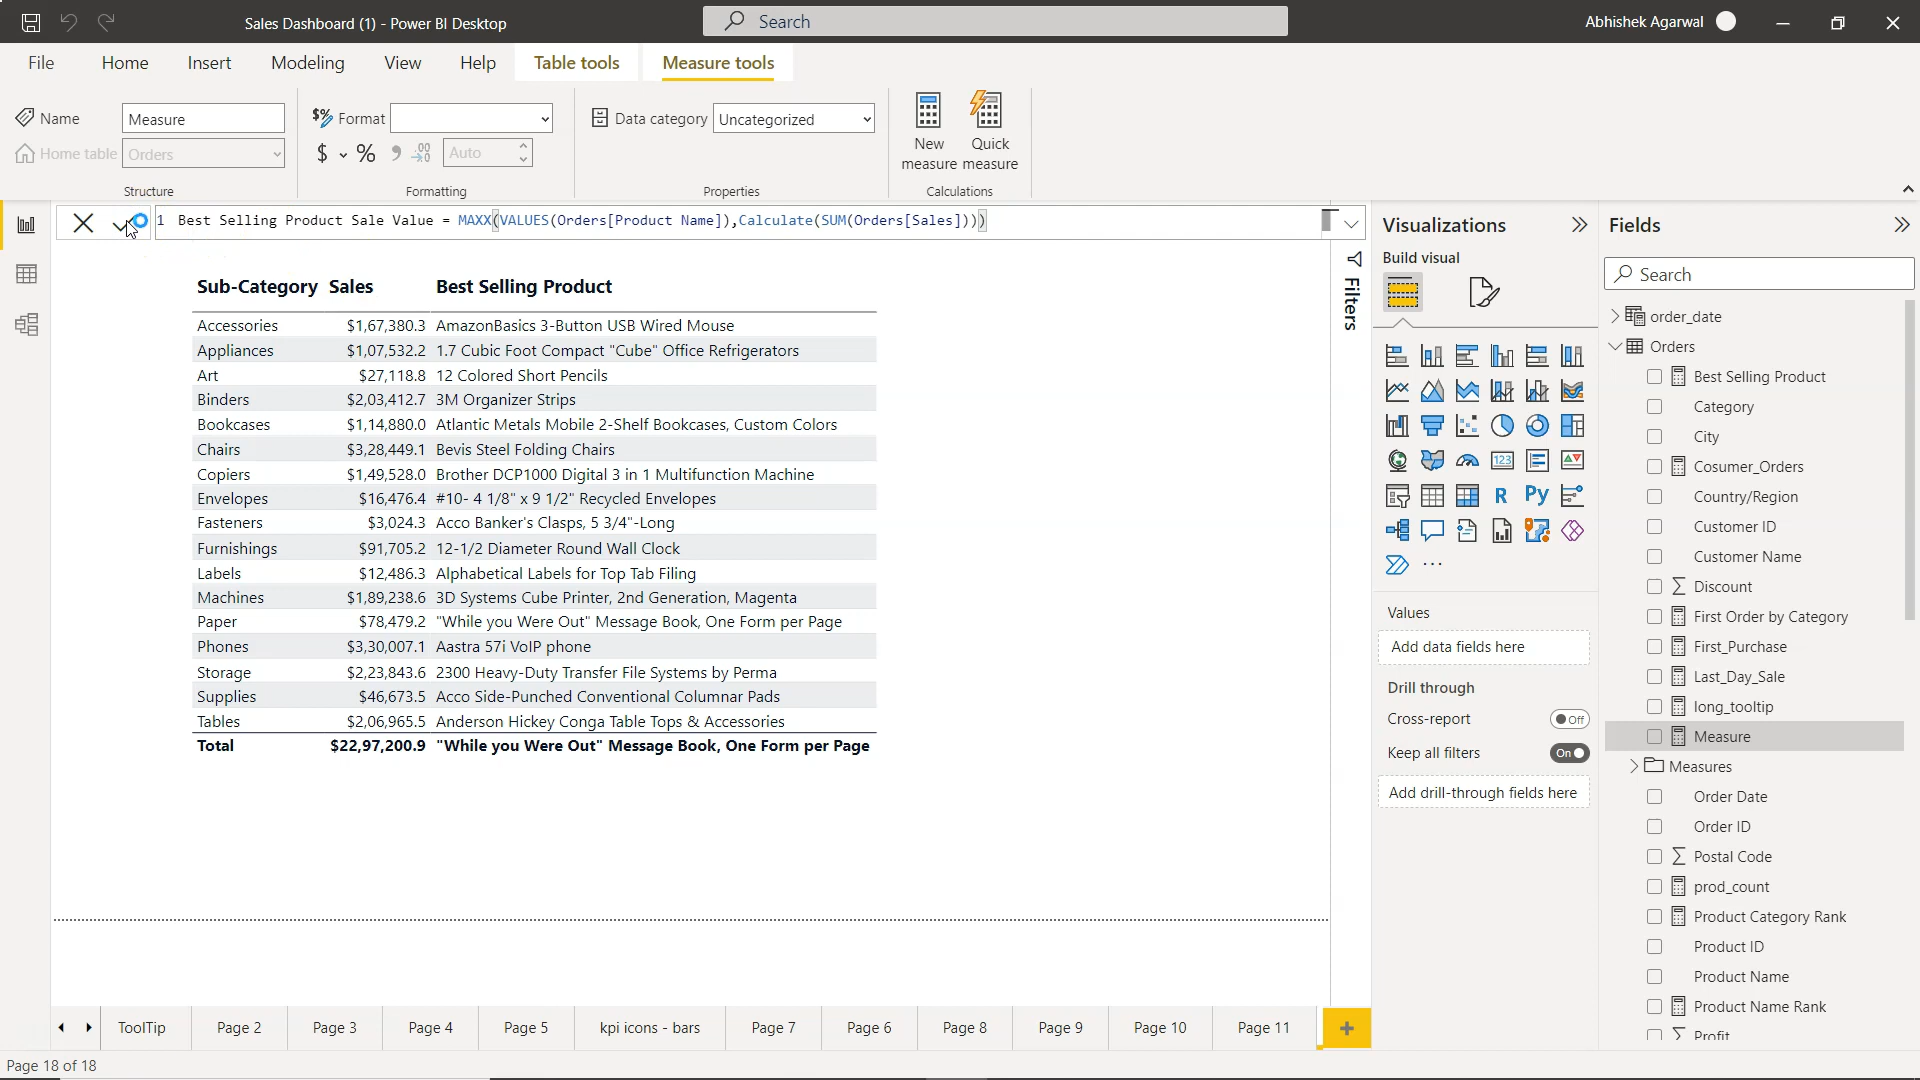 Sales Dashboard (1) - Power BI Desktop
Search
Abhishek Agarwal
File Home Insert Modeling View Help Table tools Measure tools
Name Measure
Home table Orders
Structure
Format
$ % Auto
Formatting
Data category Uncategorized
Properties
New measure
Quick measure
Calculations
1 Best Selling Product Sale Value = MAXX(VALUES(Orders[Product Name]),Calculate(SUM(Orders[Sales])))
Sub-Category Sales Best Selling Product
Accessories $1,67,380.3 AmazonBasics 3-Button USB Wired Mouse
Appliances $1,07,532.2 1.7 Cubic Foot Compact "Cube" Office Refrigerators
Art $27,118.8 12 Colored Short Pencils
Binders $2,03,412.7 3M Organizer Strips
Bookcases $1,14,880.0 Atlantic Metals Mobile 2-Shelf Bookcases, Custom Colors
Chairs $3,28,449.1 Bevis Steel Folding Chairs
Copiers $1,49,528.0 Brother DCP1000 Digital 3 in 1 Multifunction Machine
Envelopes $16,476.4 #10- 4 1/8" x 9 1/2" Recycled Envelopes
Fasteners $3,024.3 Acco Banker's Clasps, 5 3/4"-Long
Furnishings $91,705.2 12-1/2 Diameter Round Wall Clock
Labels $12,486.3 Alphabetical Labels for Top Tab Filing
Machines $1,89,238.6 3D Systems Cube Printer, 2nd Generation, Magenta
Paper $78,479.2 "While you Were Out" Message Book, One Form per Page
Phones $3,30,007.1 Aastra 57i VoIP phone
Storage $2,23,843.6 2300 Heavy-Duty Transfer File Systems by Perma
Supplies $46,673.5 Acco Side-Punched Conventional Columnar Pads
Tables $2,06,965.5 Anderson Hickey Conga Table Tops & Accessories
Total $22,97,200.9 "While you Were Out" Message Book, One Form per Page
Filters
Visualizations
Build visual
123
R Py
...
Values
Add data fields here
Drill through
Cross-report Off
Keep all filters On
Add drill-through fields here
Fields
Search
order_date
Orders
Best Selling Product
Category
City
Cosumer_Orders
Country/Region
Customer ID
Customer Name
Discount
First Order by Category
First_Purchase
Last_Day_Sale
long_tooltip
Measure
Measures
Order Date
Order ID
Postal Code
prod_count
Product Category Rank
Product ID
Product Name
Product Name Rank
Profit
ToolTip Page 2 Page 3 Page 4 Page 5 kpi icons - bars Page 7 Page 6 Page 8 Page 9 Page 10 Page 11 +
Page 18 of 18